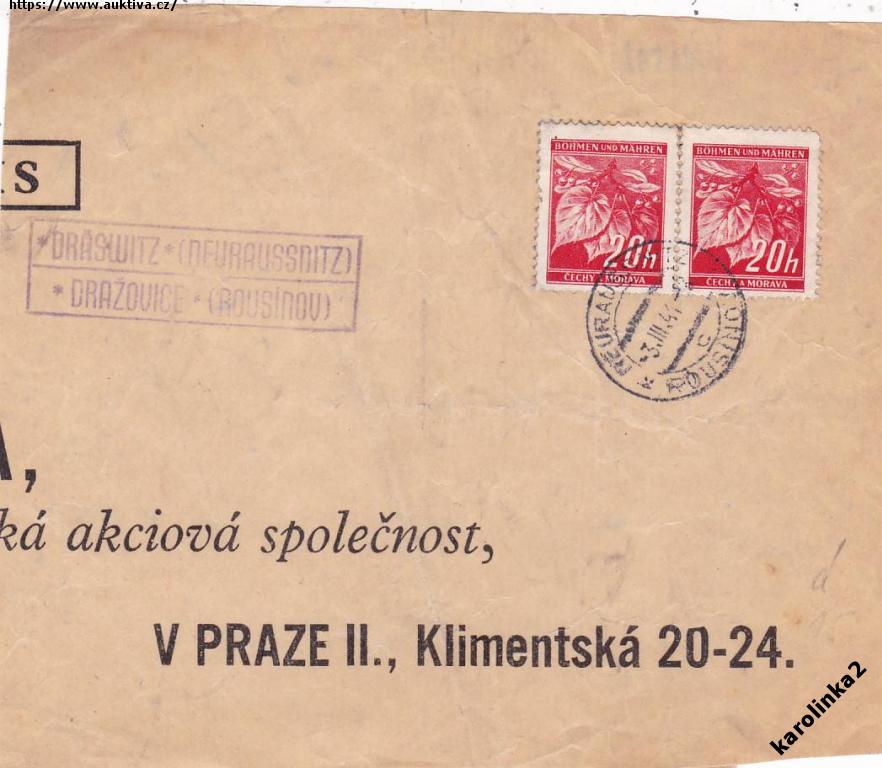 https://www.auktiva.cz/
BÖHMEN UND MÄHREN
20h
ČECHY A MORAVA
BÖHMEN UND MÄHREN
20h
ČECHY A MORAVA
*DRÄSWITZ*(NEURAUSSNITZ)
*DRAŽOVICE*(ROUSÍNOV)
-3.III.41
c
ká akciová společnost,
V PRAZE II., Klimentská 20-24.
karolinka2